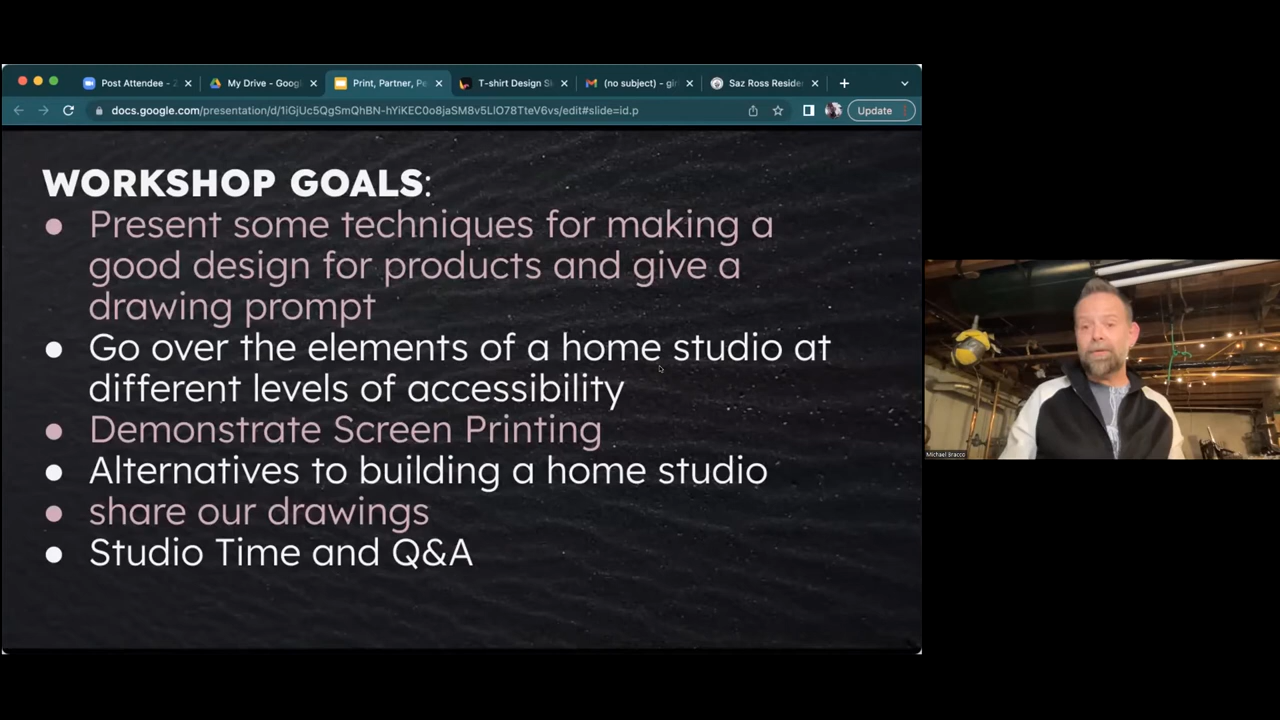 Post Attendee - 2
My Drive - Goog
Print, Partner, Pe
T-shirt Design S
(no subject) - gi
Saz Ross Reside
docs.google.com/presentation/d/1iGjUc5QgSmQhBN-hYiKEC0o8jaSM8v5LIO78TteV6vs/edit#slide=id.p
Update
WORKSHOP GOALS:
● Present some techniques for making a
good design for products and give a
drawing prompt
● Go over the elements of a home studio at
different levels of accessibility
● Demonstrate Screen Printing
● Alternatives to building a home studio
● share our drawings
● Studio Time and Q&A
Michael Bracco